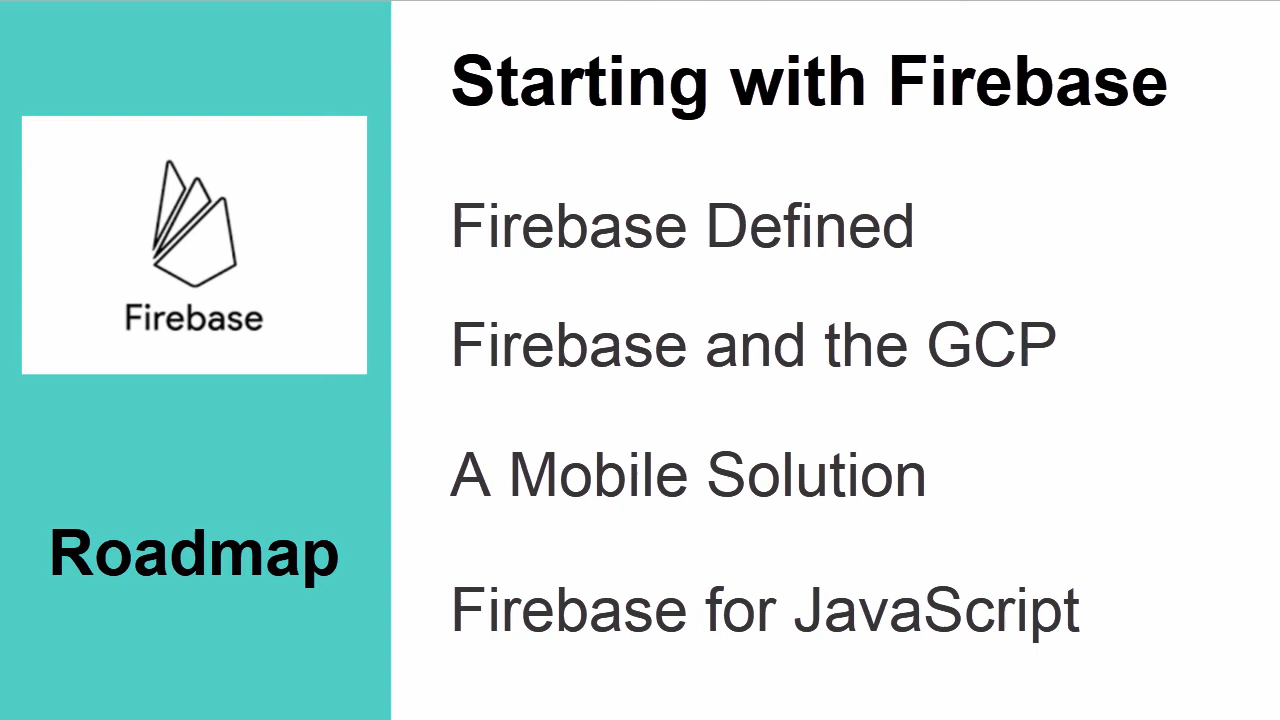 Firebase
Roadmap
Starting with Firebase
Firebase Defined
Firebase and the GCP
A Mobile Solution
Firebase for JavaScript